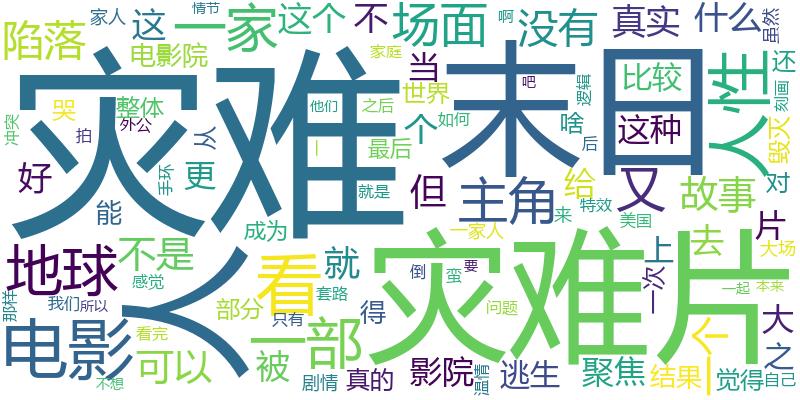 灾难
末日
人
灾难片
地球
电影
看
一部
主角
一家
场面
没有
人性
又
故事
陷落
这
这个
不
真实
什么
虽然
家人
情节
啊
电影院
家庭
当
比较
还
刻画
哭
整体
他们
之后
世界
吧
逻辑
这种
毁灭
冲突
拍
外公
从
个
如何
啥
后
好
手环
更
最后
就是
但
给
对
能
成为
来
特效
美国
片
不是
就
一家人
去
上
大场
那样
感觉
我们
所以
套路
倒
蛮
要
一次
一起
本来
部分
只有
得
问题
个
大
看完
可以
被
影院
温情
逃生
聚焦
结果
之
觉得
自己
不想
剧情
真的